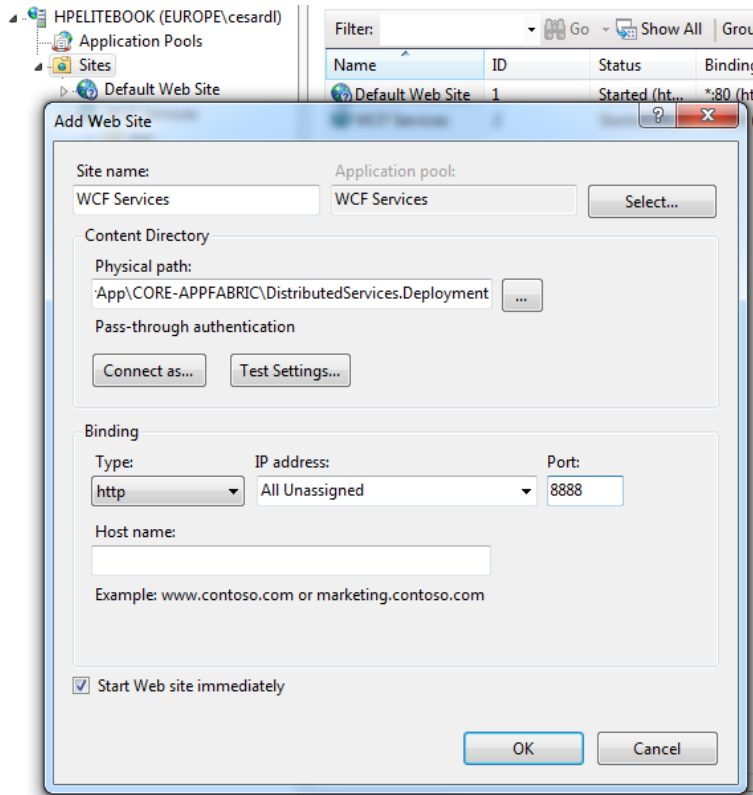 HPELITEBOOK (EUROPE\cesardl)
Application Pools
Sites
Default Web Site
Filter: Go Show All Grou
Name ID Status Binding
Default Web Site 1 Started (ht... *:80 (ht
WCF Services 2
Add Web Site ? X
Site name: Application pool:
WCF Services WCF Services Select...
Content Directory
Physical path:
App\CORE-APPFABRIC\DistributedServices.Deployment ...
Pass-through authentication
Connect as... Test Settings...
Binding
Type: IP address: Port:
http All Unassigned 8888
Host name:
Example: www.contoso.com or marketing.contoso.com
Start Web site immediately
OK Cancel